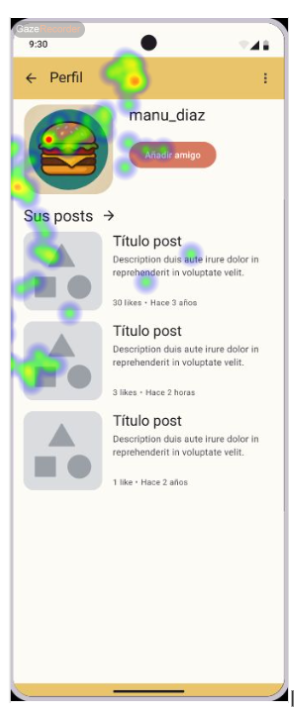 GazeRecorder
9:30
Perfil
manu_diaz
Añadir amigo
Sus posts
Título post
Description duis aute irure dolor in
reprehenderit in voluptate velit.
30 likes • Hace 3 años
Título post
Description duis aute irure dolor in
reprehenderit in voluptate velit.
3 likes • Hace 2 horas
Título post
Description duis aute irure dolor in
reprehenderit in voluptate velit.
1 like • Hace 2 años